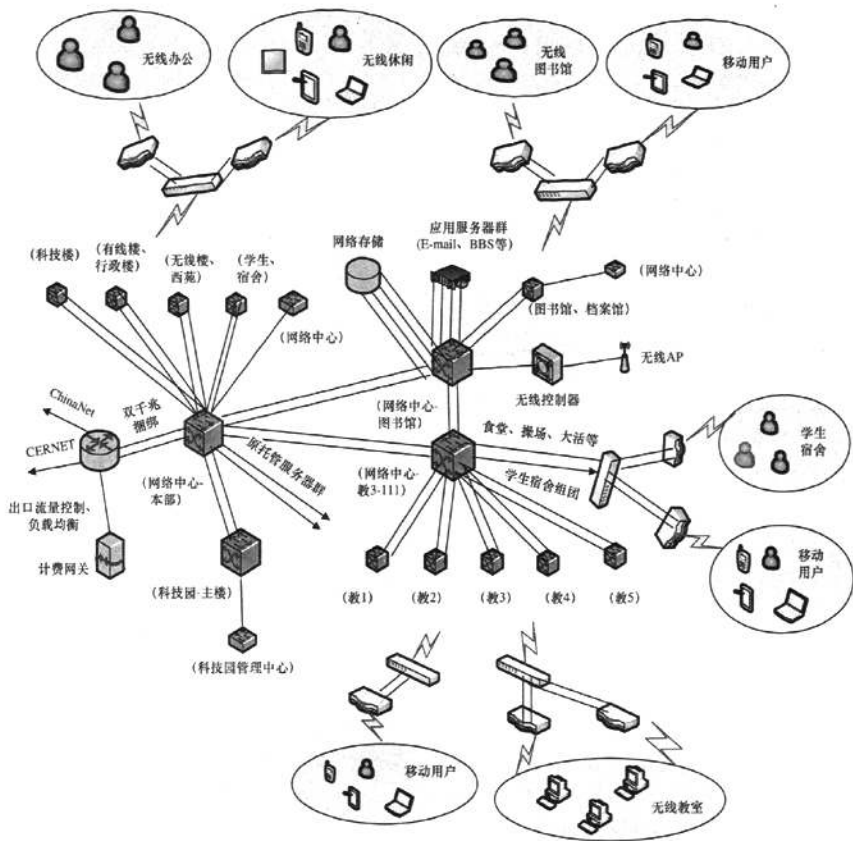 无线办公
无线休闲
无线
图书馆
移动用户
(科技楼)
(有线楼、
行政楼)
(无线楼、
西苑)
(学生、
宿舍)
(网络中心)
网络存储
应用服务器群
(E-mail、BBS等)
(网络中心)
(图书馆、档案馆)
无线AP
无线控制器
(网络中心-
图书馆)
ChinaNet
CERNET
双千兆
捆绑
(网络中心-
本部)
原托管服务器群
(网络中心-
教3-111)
食堂、操场、大活等
学生宿舍组团
学生
宿舍
出口流量控制、
负载均衡
计费网关
(科技园-主楼)
(科技园管理中心)
(教1)
(教2)
(教3)
(教4)
(教5)
移动
用户
移动用户
无线教室